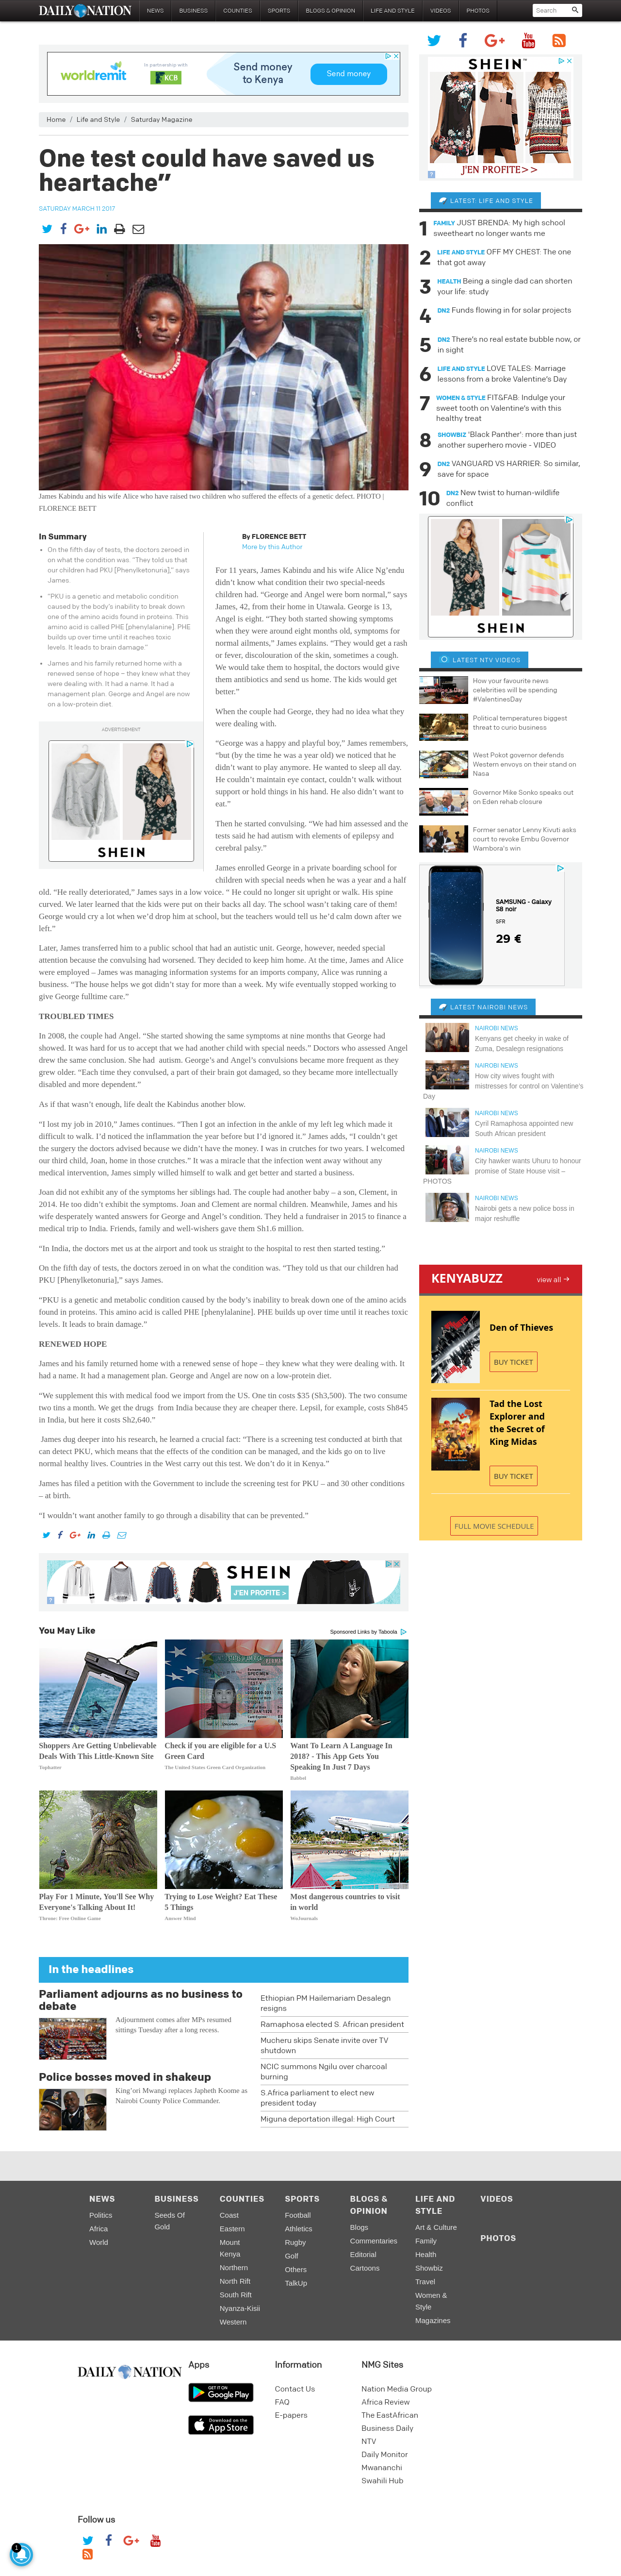 DAILY NATION
NEWS
BUSINESS
COUNTIES
SPORTS
BLOGS & OPINION
LIFE AND STYLE
VIDEOS
PHOTOS
Search
worldremit
In partnership with
KCB
Send money
to Kenya
Send money
Home / Life and Style / Saturday Magazine
One test could have saved us
heartache”
SATURDAY MARCH 11 2017
James Kabindu and his wife Alice who have raised two children who suffered the effects of a genetic defect. PHOTO |
FLORENCE BETT
In Summary
On the fifth day of tests, the doctors zeroed in
on what the condition was. “They told us that
our children had PKU [Phenylketonuria],” says
James.
“PKU is a genetic and metabolic condition
caused by the body’s inability to break down
one of the amino acids found in proteins. This
amino acid is called PHE [phenylalanine]. PHE
builds up over time until it reaches toxic
levels. It leads to brain damage.”
James and his family returned home with a
renewed sense of hope – they knew what they
were dealing with. It had a name. It had a
management plan. George and Angel are now
on a low-protein diet.
ADVERTISEMENT
SHEIN
By FLORENCE BETT
More by this Author
For 11 years, James Kabindu and his wife Alice Ng’endu
didn’t know what condition their two special-needs
children had. “George and Angel were born normal,” says
James, 42, from their home in Utawala. George is 13,
Angel is eight. “They both started showing symptoms
when they were around eight months old, symptoms for
normal ailments,” James explains. “They would get a rash
or fever, discolouration of the skin, sometimes a cough.
We would take them to hospital, the doctors would give
them antibiotics and send us home. The kids would get
better.”
When the couple had George, they had no idea what they
were dealing with.
“George was a happy and playful boy,” James remembers,
“but (by the time he was a year old) we noticed that he
wasn’t meeting his milestones. He wanted to sleep all day.
He couldn’t maintain eye contact, couldn’t walk without
support or hold things in his hand. He also didn’t want to
eat.”
Then he started convulsing. “We had him assessed and the
tests said he had autism with elements of epilepsy and
cerebral palsy.”
James enrolled George in a private boarding school for
children with special needs when he was a year and a half
old. “He really deteriorated,” James says in a low voice. “ He could no longer sit upright or walk. His spine
curved. We later learned that the kids were put on their backs all day. The school wasn’t taking care of them!
George would cry a lot when we’d drop him at school, but the teachers would tell us he’d calm down after we
left.”
Later, James transferred him to a public school that had an autistic unit. George, however, needed special
attention because the convulsing had worsened. They decided to keep him home. At the time, James and Alice
were employed – James was managing information systems for an imports company, Alice was running a
business. “The house helps we got didn’t stay for more than a week. My wife eventually stopped working to
give George fulltime care.”
TROUBLED TIMES
In 2008, the couple had Angel. “She started showing the same symptoms at nine months that George had
showed. It was hard for us to accept that we had another child with special needs.” Doctors who assessed Angel
drew the same conclusion. She had autism. George’s and Angel’s convulsions became more frequent as they
grew older. “Each time they convulsed, a part of their brain got damaged, so they became more intellectually
disabled and more dependent.”
As if that wasn’t enough, life dealt the Kabindus another blow.
“I lost my job in 2010,” James continues. “Then I got an infection in the ankle of my left leg which made it
difficult to walk. I’d noticed inflammation and the longer before but I’d ignored it.” James adds, “I couldn’t get
the surgery the doctors advised because we didn’t have the money. I was in crutches for two years. I welcomed
our third child, Joan, in those crutches.” It was a miracle that the infection went away without any
medical intervention, James simply willed himself to walk and get better and started a business.
Joan did not exhibit any of the symptoms her siblings had. The couple had another baby – a son, Clement, in
2014. He too didn’t exhibit the symptoms. Joan and Clement are normal children. Meanwhile, James and his
wife desperately wanted answers for George and Angel’s condition. They held a fundraiser in 2015 to finance a
medical trip to India. Friends, family and well-wishers gave them Sh1.6 million.
“In India, the doctors met us at the airport and took us straight to the hospital to rest and started testing.”
On the fifth day of tests, the doctors zeroed in on what the condition was. “They told us that our children had
PKU [Phenylketonuria],” says James.
“PKU is a genetic and metabolic condition caused by the body’s inability to break down one of the amino acids
found in proteins. This amino acid is called PHE [phenylalanine]. PHE builds up over time until it reaches toxic
levels. It leads to brain damage.”
RENEWED HOPE
James and his family returned home with a renewed sense of hope – they knew what they were dealing with. It
had a name. It had a management plan. George and Angel are now on a low-protein diet.
“We supplement this with medical food we import from the US. One tin costs $35 (Sh3,500). The two consume
two tins a month. We get the drugs from India because they are cheaper there. Lepsil, for example, costs Sh845
in India, but here it costs Sh2,640.”
James dug deeper into his research, he learned a crucial fact: “There is a screening test conducted at birth that
can detect PKU, which means that the effects of the condition can be managed, and the kids go on to live
normal healthy lives. Countries in the West carry out this test. We don’t do it in Kenya.”
James has filed a petition with the Government to include the screening test for PKU – and 30 other conditions
– at birth.
“I wouldn’t want another family to go through a disability that can be prevented.”
SHEIN
J'EN PROFITE >
You May Like
Sponsored Links by Taboola
Shoppers Are Getting Unbelievable
Deals With This Little-Known Site
Tophatter
Check if you are eligible for a U.S
Green Card
The United States Green Card Organization
Want To Learn A Language In
2018? - This App Gets You
Speaking In Just 7 Days
Babbel
Play For 1 Minute, You'll See Why
Everyone's Talking About It!
Throne: Free Online Game
Trying to Lose Weight? Eat These
5 Things
Answer Mind
Most dangerous countries to visit
in world
WoJournals
In the headlines
Parliament adjourns as no business to
debate
Adjournment comes after MPs resumed
sittings Tuesday after a long recess.
Police bosses moved in shakeup
King’ori Mwangi replaces Japheth Koome as
Nairobi County Police Commander.
Ethiopian PM Hailemariam Desalegn
resigns
Ramaphosa elected S. African president
Mucheru skips Senate invite over TV
shutdown
NCIC summons Ngilu over charcoal
burning
S.Africa parliament to elect new
president today
Miguna deportation illegal: High Court
SHEIN™
J'EN PROFITE>>
LATEST: LIFE AND STYLE
1 FAMILY JUST BRENDA: My high school
sweetheart no longer wants me
2 LIFE AND STYLE OFF MY CHEST: The one
that got away
3 HEALTH Being a single dad can shorten
your life: study
4 DN2 Funds flowing in for solar projects
5 DN2 There's no real estate bubble now, or
in sight
6 LIFE AND STYLE LOVE TALES: Marriage
lessons from a broke Valentine's Day
7 WOMEN & STYLE FIT&FAB: Indulge your
sweet tooth on Valentine's with this
healthy treat
8 SHOWBIZ 'Black Panther': more than just
another superhero movie - VIDEO
9 DN2 VANGUARD VS HARRIER: So similar,
save for space
10 DN2 New twist to human-wildlife
conflict
SHEIN
LATEST NTV VIDEOS
How your favourite news
celebrities will be spending
#ValentinesDay
Political temperatures biggest
threat to curio business
West Pokot governor defends
Western envoys on their stand on
Nasa
Governor Mike Sonko speaks out
on Eden rehab closure
Former senator Lenny Kivuti asks
court to revoke Embu Governor
Wambora's win
SAMSUNG - Galaxy
S8 noir
SFR
29 €
LATEST NAIROBI NEWS
NAIROBI NEWS
Kenyans get cheeky in wake of
Zuma, Desalegn resignations
NAIROBI NEWS
How city wives fought with
mistresses for control on Valentine's
Day
NAIROBI NEWS
Cyril Ramaphosa appointed new
South African president
NAIROBI NEWS
City hawker wants Uhuru to honour
promise of State House visit –
PHOTOS
NAIROBI NEWS
Nairobi gets a new police boss in
major reshuffle
KENYABUZZ
view all →
Den of Thieves
BUY TICKET
Tad the Lost
Explorer and
the Secret of
King Midas
BUY TICKET
FULL MOVIE SCHEDULE
NEWS
Politics
Africa
World
BUSINESS
Seeds Of
Gold
COUNTIES
Coast
Eastern
Mount
Kenya
Northern
North Rift
South Rift
Nyanza-Kisii
Western
SPORTS
Football
Athletics
Rugby
Golf
Others
TalkUp
BLOGS &
OPINION
Blogs
Commentaries
Editorial
Cartoons
LIFE AND
STYLE
Art & Culture
Family
Health
Showbiz
Travel
Women &
Style
Magazines
VIDEOS
PHOTOS
DAILY NATION
Apps
GET IT ON
Google Play
Download on the
App Store
Information
Contact Us
FAQ
E-papers
NMG Sites
Nation Media Group
Africa Review
The EastAfrican
Business Daily
NTV
Daily Monitor
Mwananchi
Swahili Hub
Follow us
1